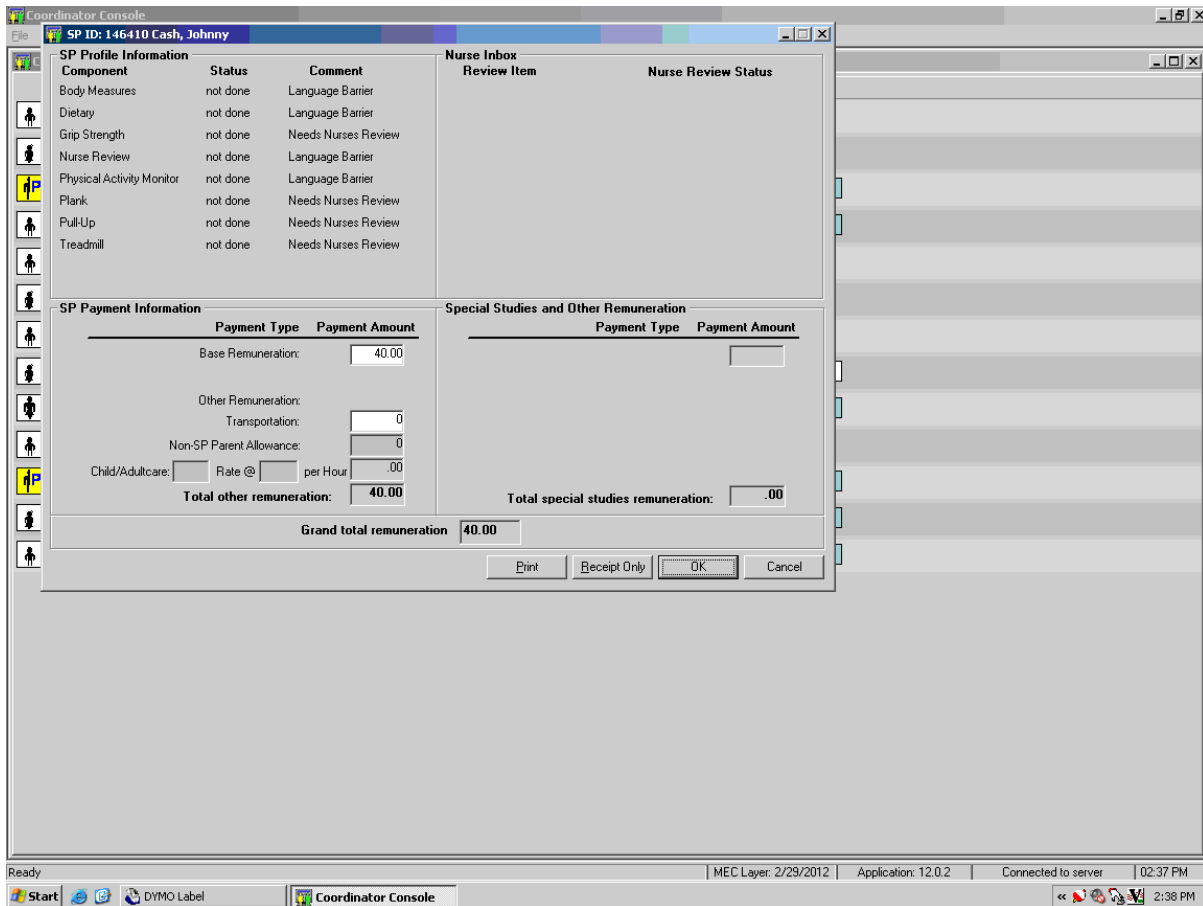 Coordinator Console
File
SP ID: 146410 Cash, Johnny
SP Profile Information
Component Status Comment
Body Measures not done Language Barrier
Dietary not done Language Barrier
Grip Strength not done Needs Nurses Review
Nurse Review not done Language Barrier
Physical Activity Monitor not done Language Barrier
Plank not done Needs Nurses Review
Pull-Up not done Needs Nurses Review
Treadmill not done Needs Nurses Review
Nurse Inbox
Review Item Nurse Review Status
SP Payment Information
Payment Type Payment Amount
Base Remuneration: 40.00
Other Remuneration:
Transportation: 0
Non-SP Parent Allowance: 0
Child/Adultcare: Rate @ per Hour .00
Total other remuneration: 40.00
Special Studies and Other Remuneration
Payment Type Payment Amount
Total special studies remuneration: .00
Grand total remuneration 40.00
Print Receipt Only OK Cancel
P
P
Ready MEC Layer: 2/29/2012 Application: 12.0.2 Connected to server 02:37 PM
Start DYMO Label Coordinator Console « 2:38 PM